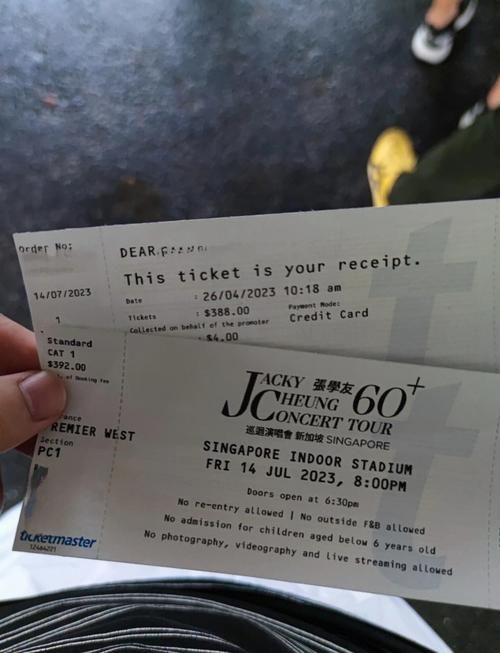 Order No:
DEAR
This ticket is your receipt.
14/07/2023
Date : 26/04/2023 10:18 am
1
Tickets : $388.00
Payment Mode:
Credit Card
Collected on behalf of the promoter
: $4.00
Standard
CAT 1
$392.00
of Booking Fee
REMIER WEST
Section
PC1
ticketmaster
JACKY 張學友 60+
CHEUNG
CONCERT TOUR
巡迴演唱會 新加坡 SINGAPORE
SINGAPORE INDOOR STADIUM
FRI 14 JUL 2023, 8:00PM
Doors open at 6:30pm
No re-entry allowed | No outside F&B allowed
No admission for children aged below 6 years old
No photography, videography and live streaming allowed